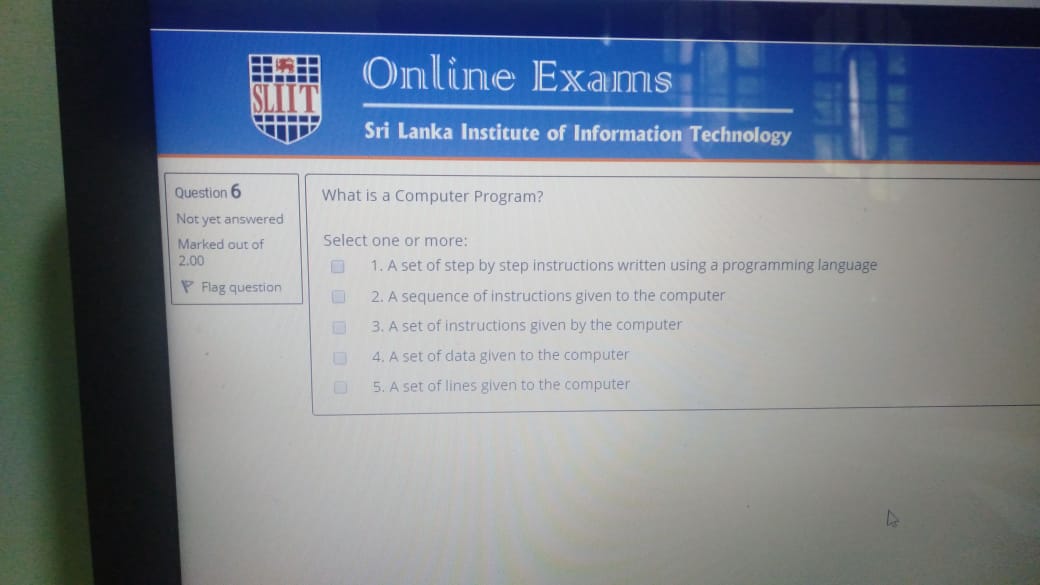 SLIIT
Online Exams
Sri Lanka Institute of Information Technology
Question 6
Not yet answered
Marked out of
2.00
Flag question
What is a Computer Program?
Select one or more:
1. A set of step by step instructions written using a programming language
2. A sequence of instructions given to the computer
3. A set of instructions given by the computer
4. A set of data given to the computer
5. A set of lines given to the computer